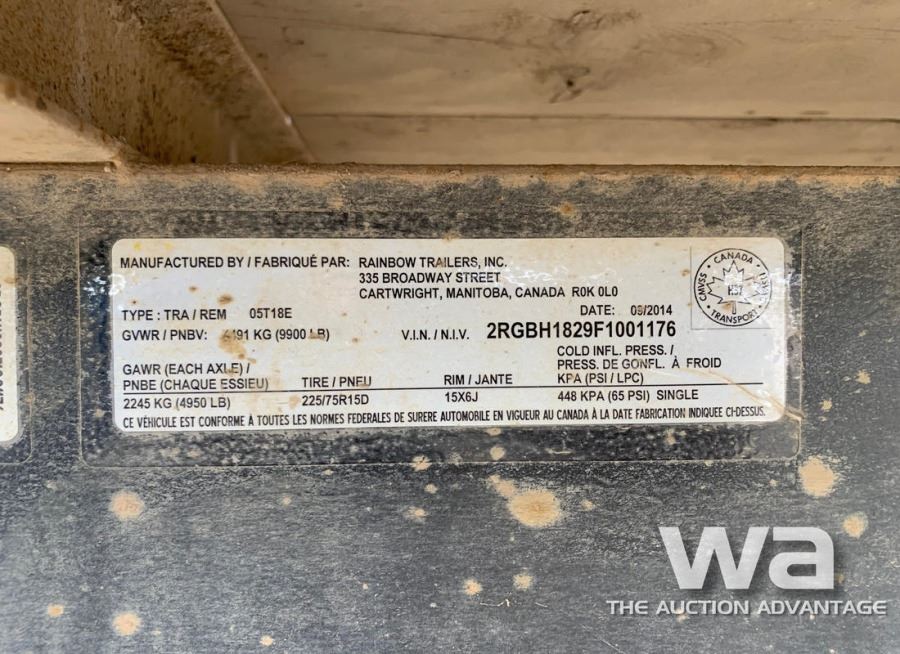 MANUFACTURED BY / FABRIQUÉ PAR: RAINBOW TRAILERS, INC.
335 BROADWAY STREET
CARTWRIGHT, MANITOBA, CANADA R0K 0L0
TYPE : TRA / REM 05T18E
DATE: 09/2014
GVWR / PNBV: 4491 KG (9900 LB)
V.I.N. / N.I.V. 2RGBH1829F1001176
GAWR (EACH AXLE) /
PNBE (CHAQUE ESSIEU)
TIRE / PNEU
RIM / JANTE
COLD INFL. PRESS. /
PRESS. DE GONFL. À FROID
KPA (PSI / LPC)
2245 KG (4950 LB) 225/75R15D 15X6J 448 KPA (65 PSI) SINGLE
CE VÉHICULE EST CONFORME À TOUTES LES NORMES FEDERALES DE SURERE AUTOMOBILE EN VIGUEUR AU CANADA À LA DATE FABRICATION INDIQUEE CI-DESSUS.
CANADA
CMVSS
TRANSPORT
wa
THE AUCTION ADVANTAGE